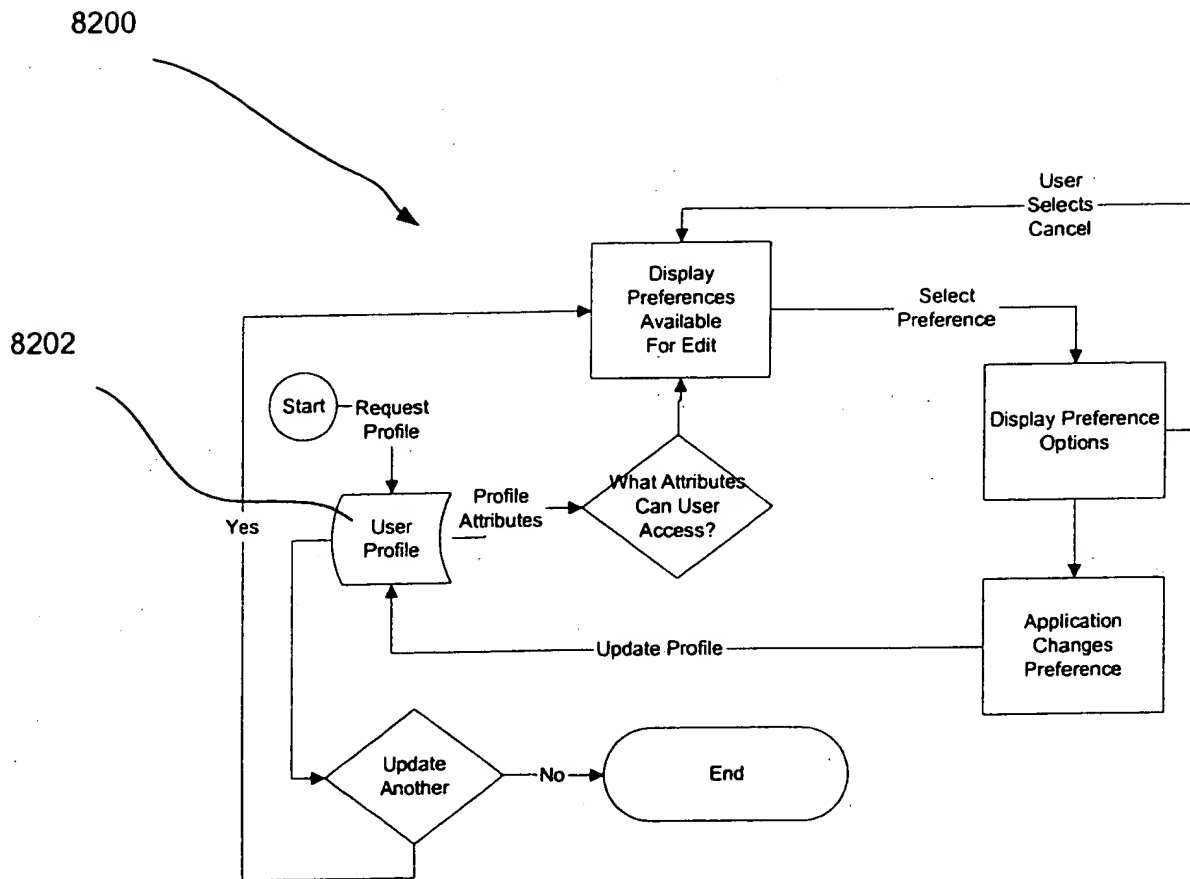 8200
User
Selects
Cancel
Display
Preferences
Available
For Edit
Select
Preference
8202
Start
Request
Profile
Display Preference
Options
What Attributes
Can User
Access?
Profile
Attributes
User
Profile
Yes
Application
Changes
Preference
Update Profile
Update
Another
No
End